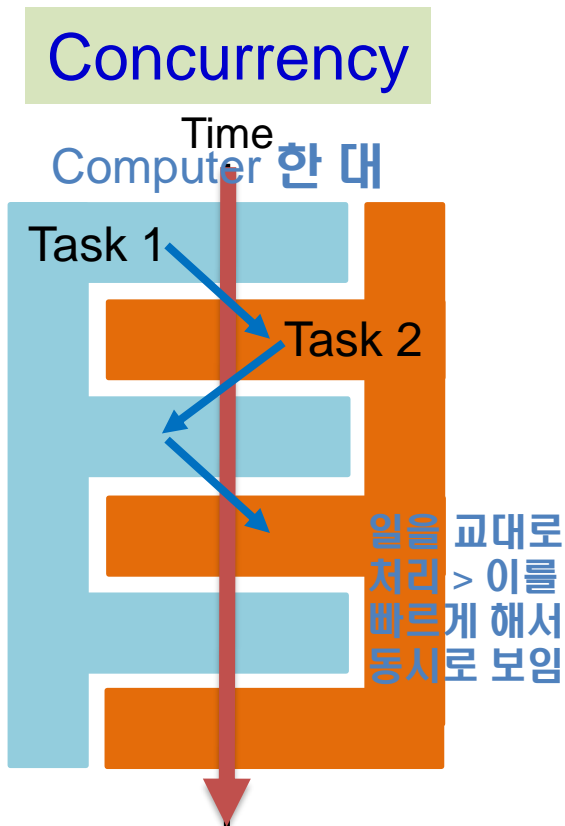 Concurrency
Time
Computer 한 대
Task 1
Task 2
일을 교대로
처리 > 이를
빠르게 해서
동시로 보임